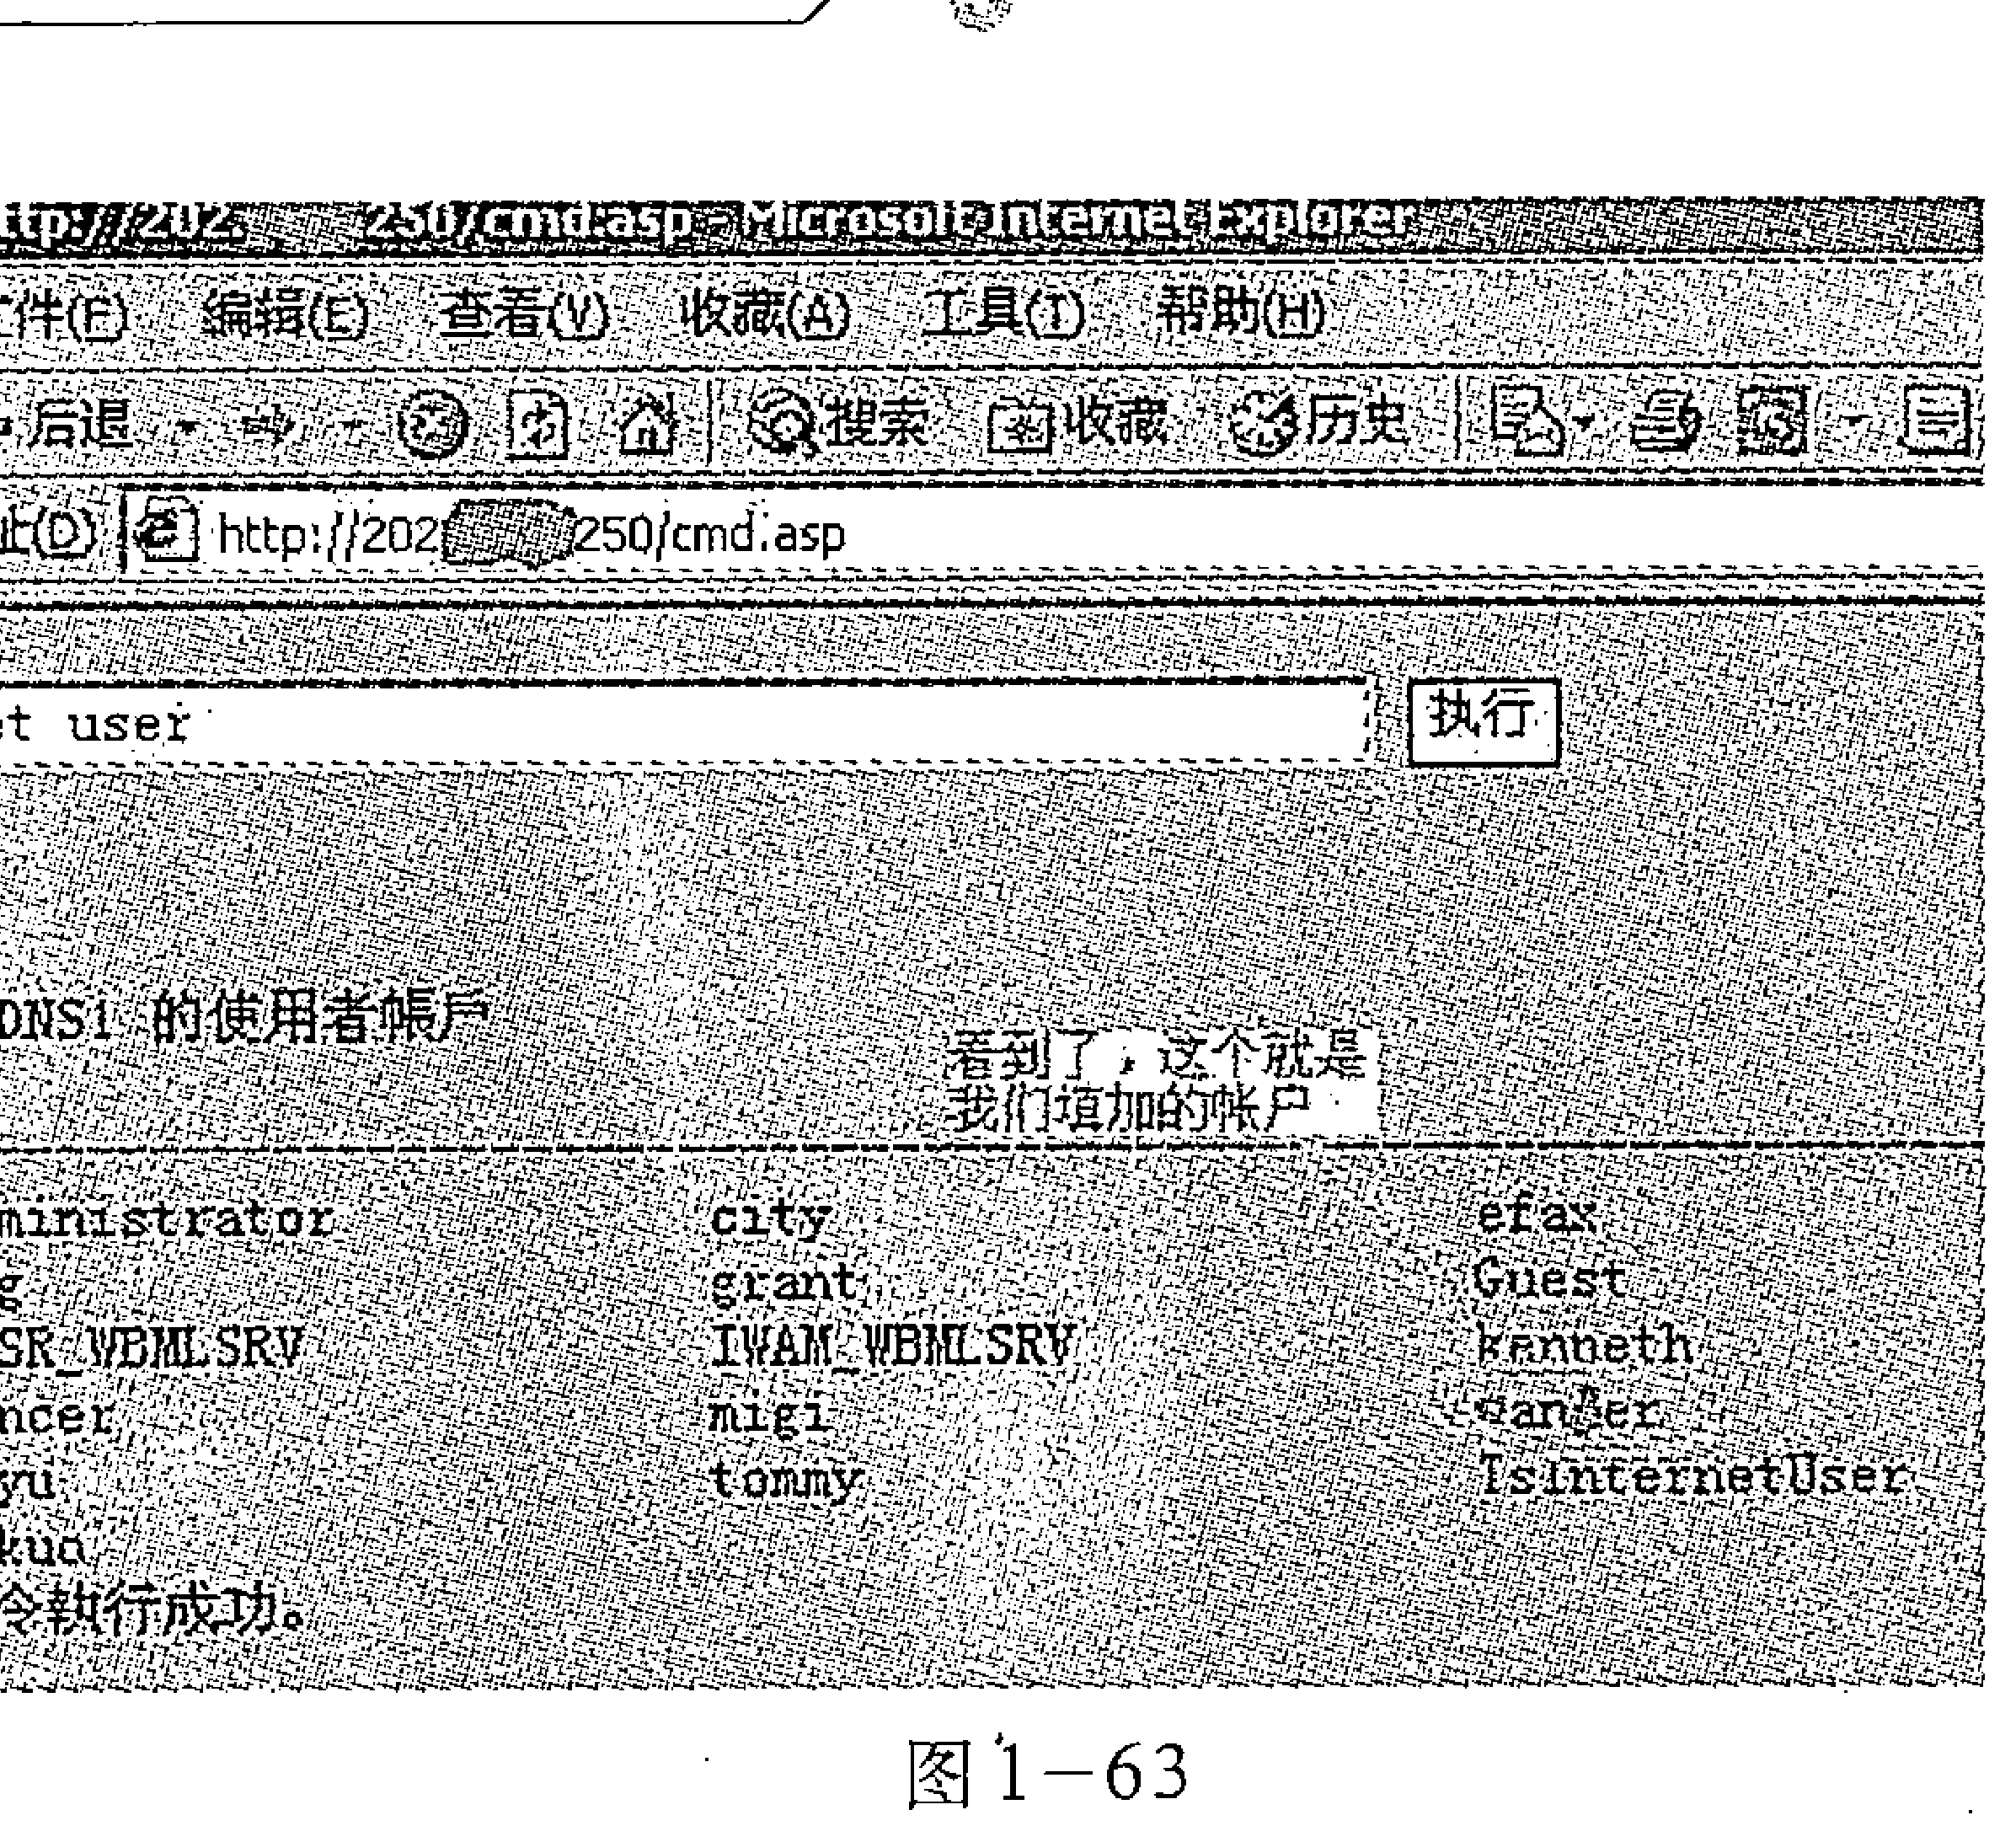 ttp://202. 250/cmd.asp - Microsoft Internet Explorer
件(F) 编辑(E) 查看(V) 收藏(A) 工具(T) 帮助(H)
后退 搜索 收藏 历史
址(D) http://202 250/cmd.asp
et user 执行
DNS1 的使用者帳戶
看到了，这个就是
我们填加的帐户
ministrator city efax
g grant Guest
SR_WBMLSRV IWAM_WBMLSRV kenneth
ncer migi
yu tommy TsInternetUser
kuo
令執行成功。
图1-63